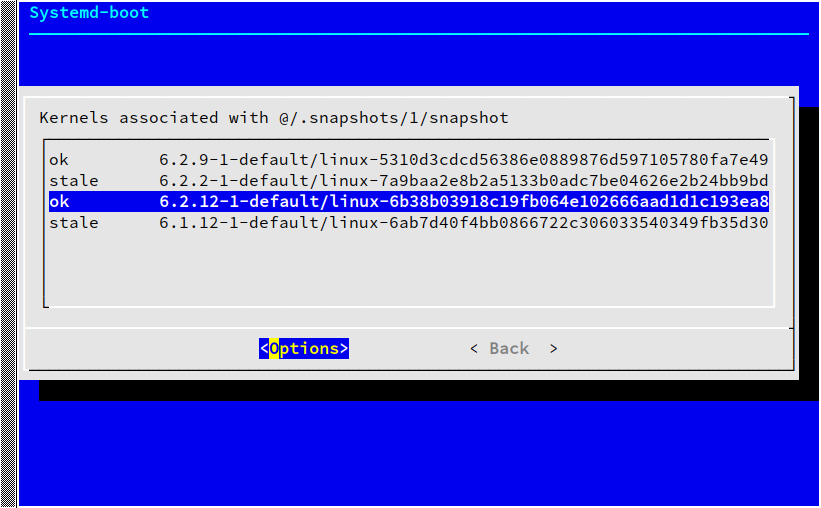 Systemd-boot
Kernels associated with @/.snapshots/1/snapshot
ok 6.2.9-1-default/linux-5310d3cdcd56386e0889876d597105780fa7e49
stale 6.2.2-1-default/linux-7a9baa2e8b2a5133b0adc7be04626e2b24bb9bd
ok 6.2.12-1-default/linux-6b38b03918c19fb064e102666aad1d1c193ea8
stale 6.1.12-1-default/linux-6ab7d40f4bb0866722c306033540349fb35d30
<Options> < Back >